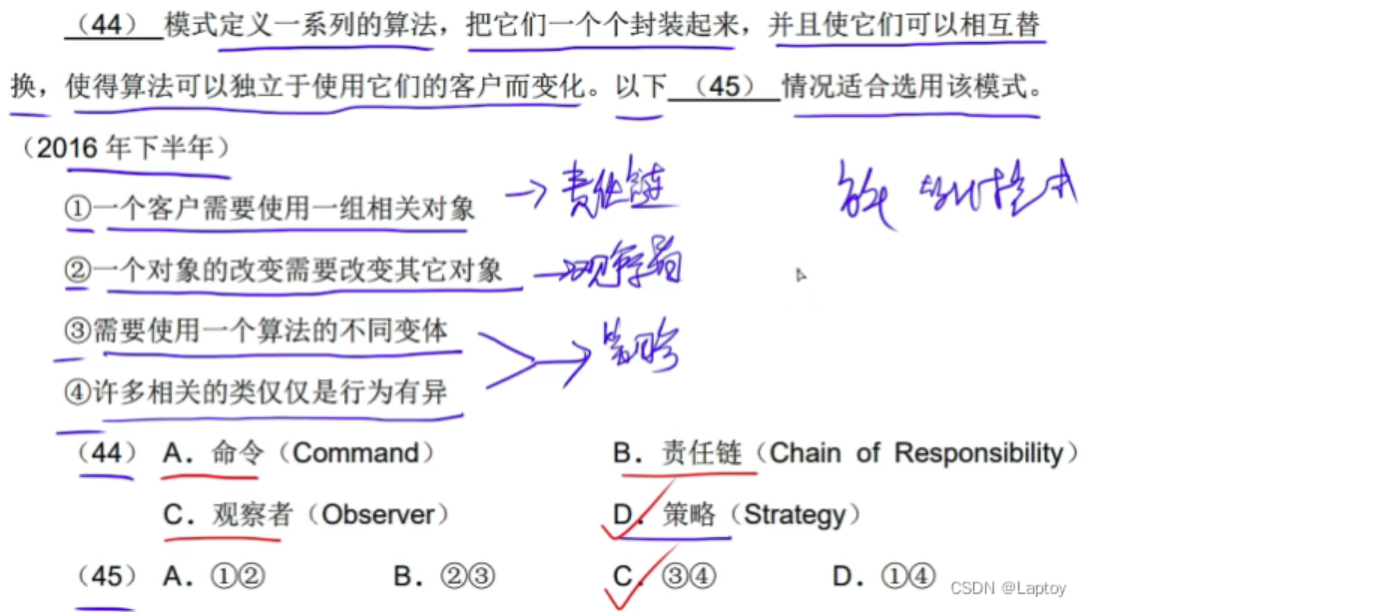 （44） 模式定义一系列的算法，把它们一个个封装起来，并且使它们可以相互替
换，使得算法可以独立于使用它们的客户而变化。以下 （45） 情况适合选用该模式。
（2016 年下半年）
①一个客户需要使用一组相关对象 → 责任链
②一个对象的改变需要改变其它对象 → 观察者
③需要使用一个算法的不同变体
→ 策略
④许多相关的类仅仅是行为有异
（44） A．命令（Command） B．责任链（Chain of Responsibility）
C．观察者（Observer） D．策略（Strategy）
（45） A．①② B．②③ C．③④ D．①④
CSDN @Laptoy